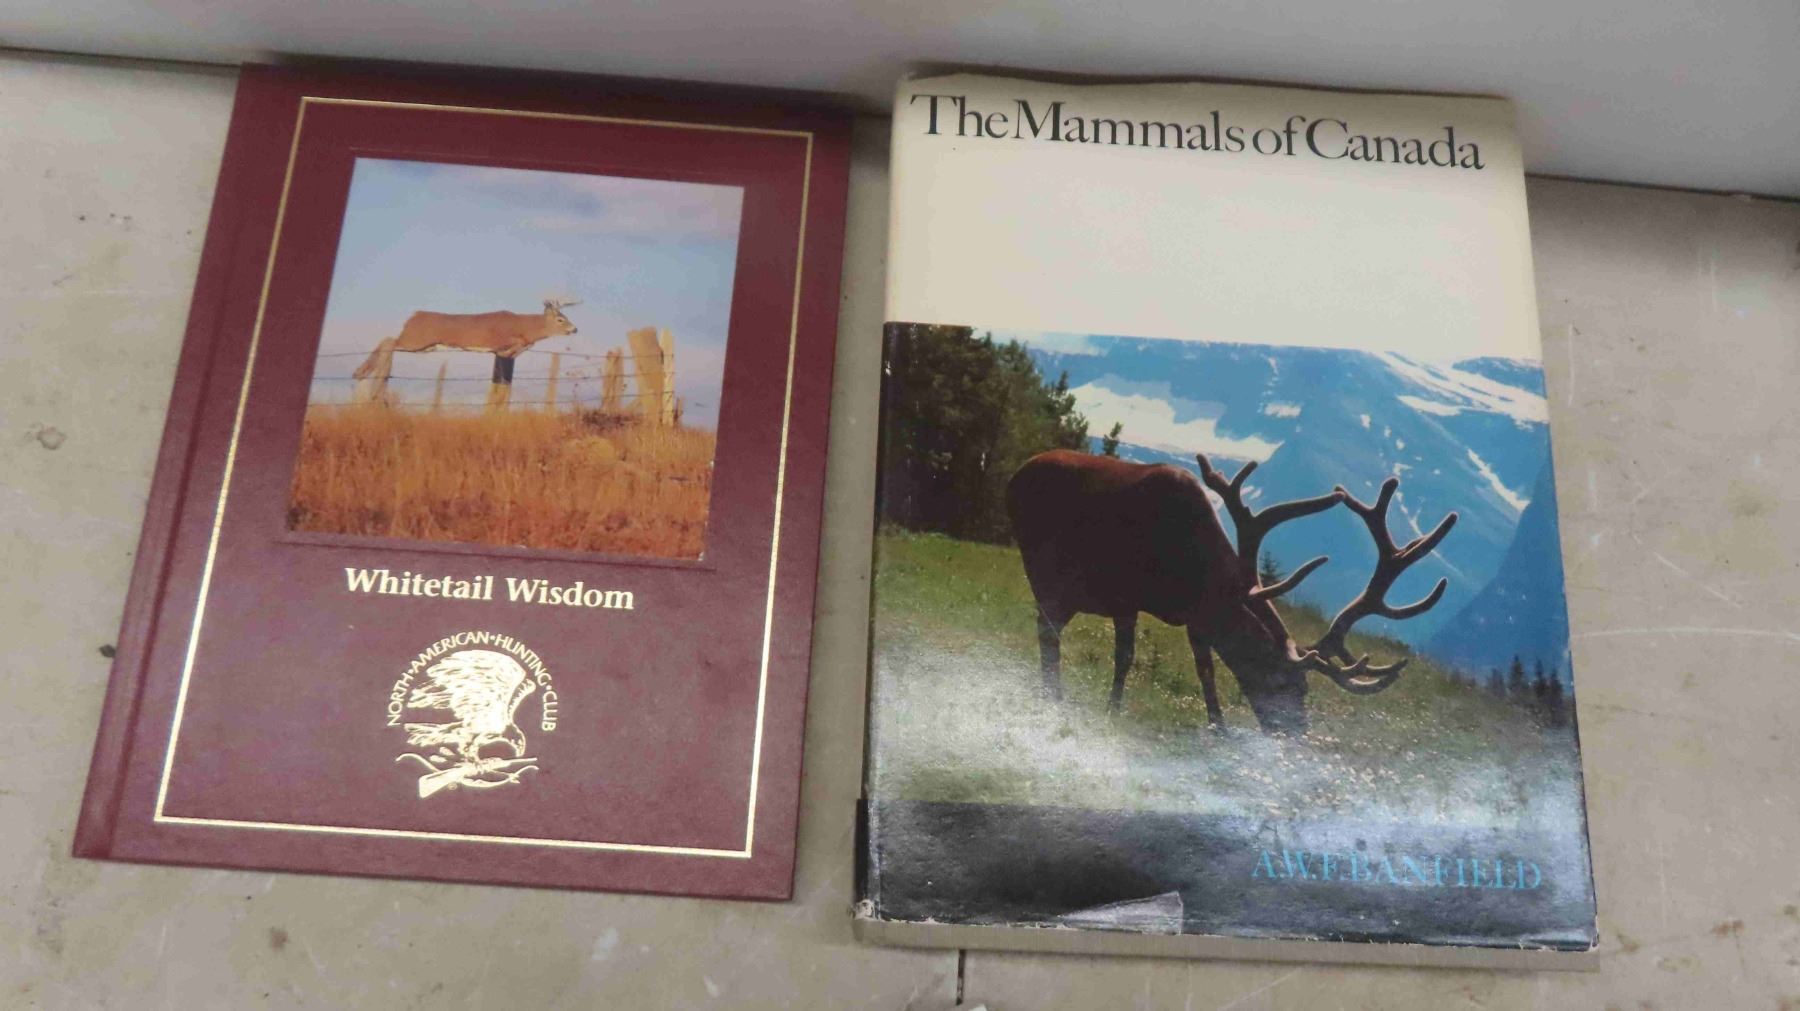 Whitetail Wisdom
NORTH•AMERICAN•HUNTING•CLUB
The Mammals of Canada
A.W.F. BANFIELD